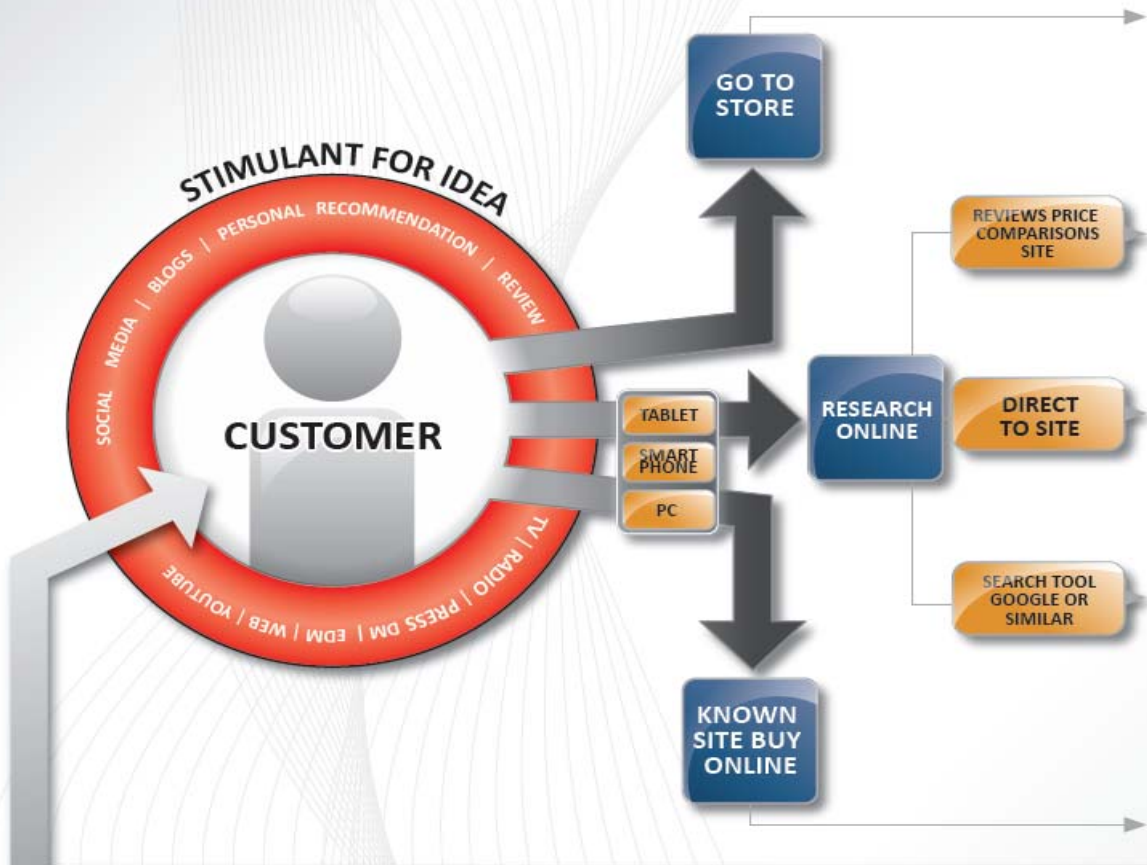 STIMULANT FOR IDEA
SOCIAL MEDIA | BLOGS | PERSONAL RECOMMENDATION | REVIEW
TV | RADIO | PRESS DM | EDM | WEB | YOUTUBE
CUSTOMER
GO TO
STORE
TABLET
SMART
PHONE
PC
RESEARCH
ONLINE
REVIEWS PRICE
COMPARISONS
SITE
DIRECT
TO SITE
SEARCH TOOL
GOOGLE OR
SIMILAR
KNOWN
SITE BUY
ONLINE